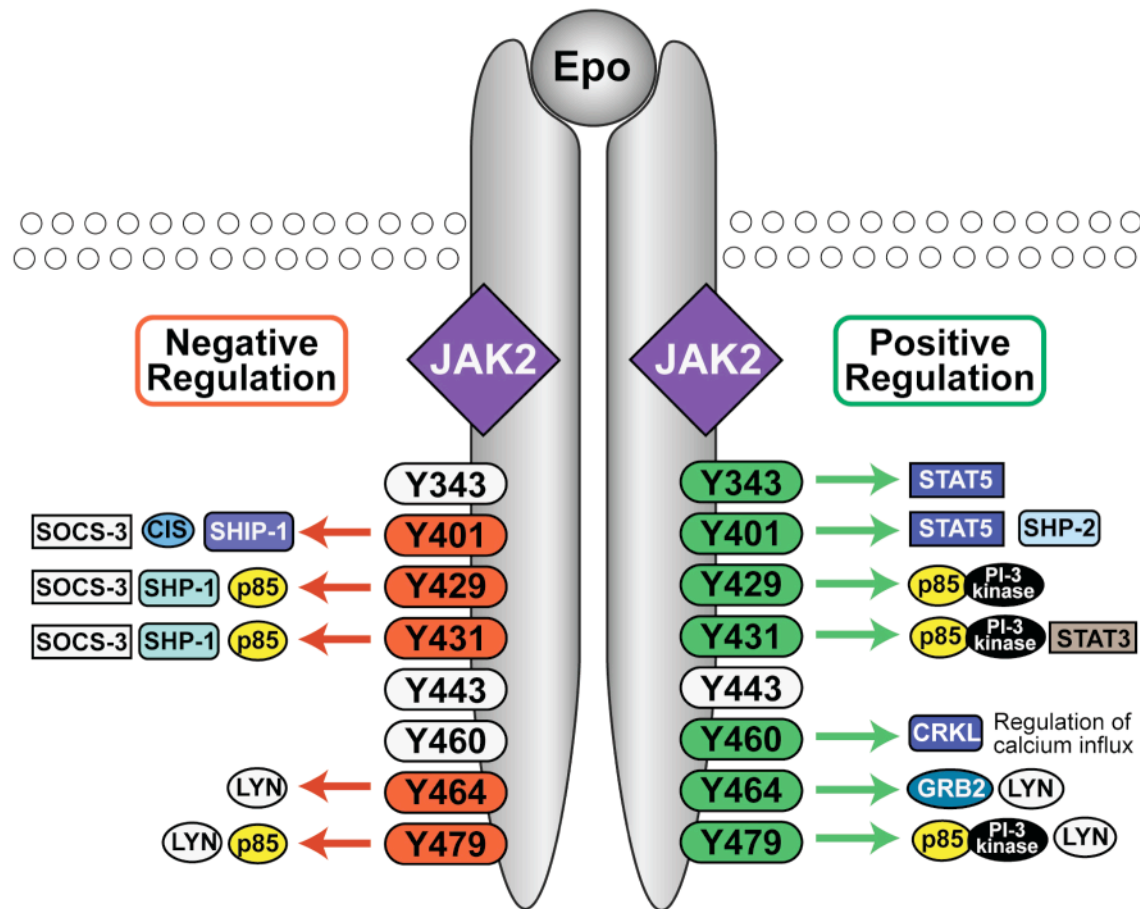 Epo
Negative
Regulation
JAK2
JAK2
Positive
Regulation
Y343
Y343
STAT5
SOCS-3 CIS SHIP-1 Y401
Y401 STAT5 SHP-2
SOCS-3 SHP-1 p85 Y429
Y429 p85 PI-3 kinase
SOCS-3 SHP-1 p85 Y431
Y431 p85 PI-3 kinase STAT3
Y443
Y443
Y460
Y460 CRKL
Regulation of
calcium influx
LYN Y464
Y464 GRB2 LYN
LYN p85 Y479
Y479 p85 PI-3 kinase LYN